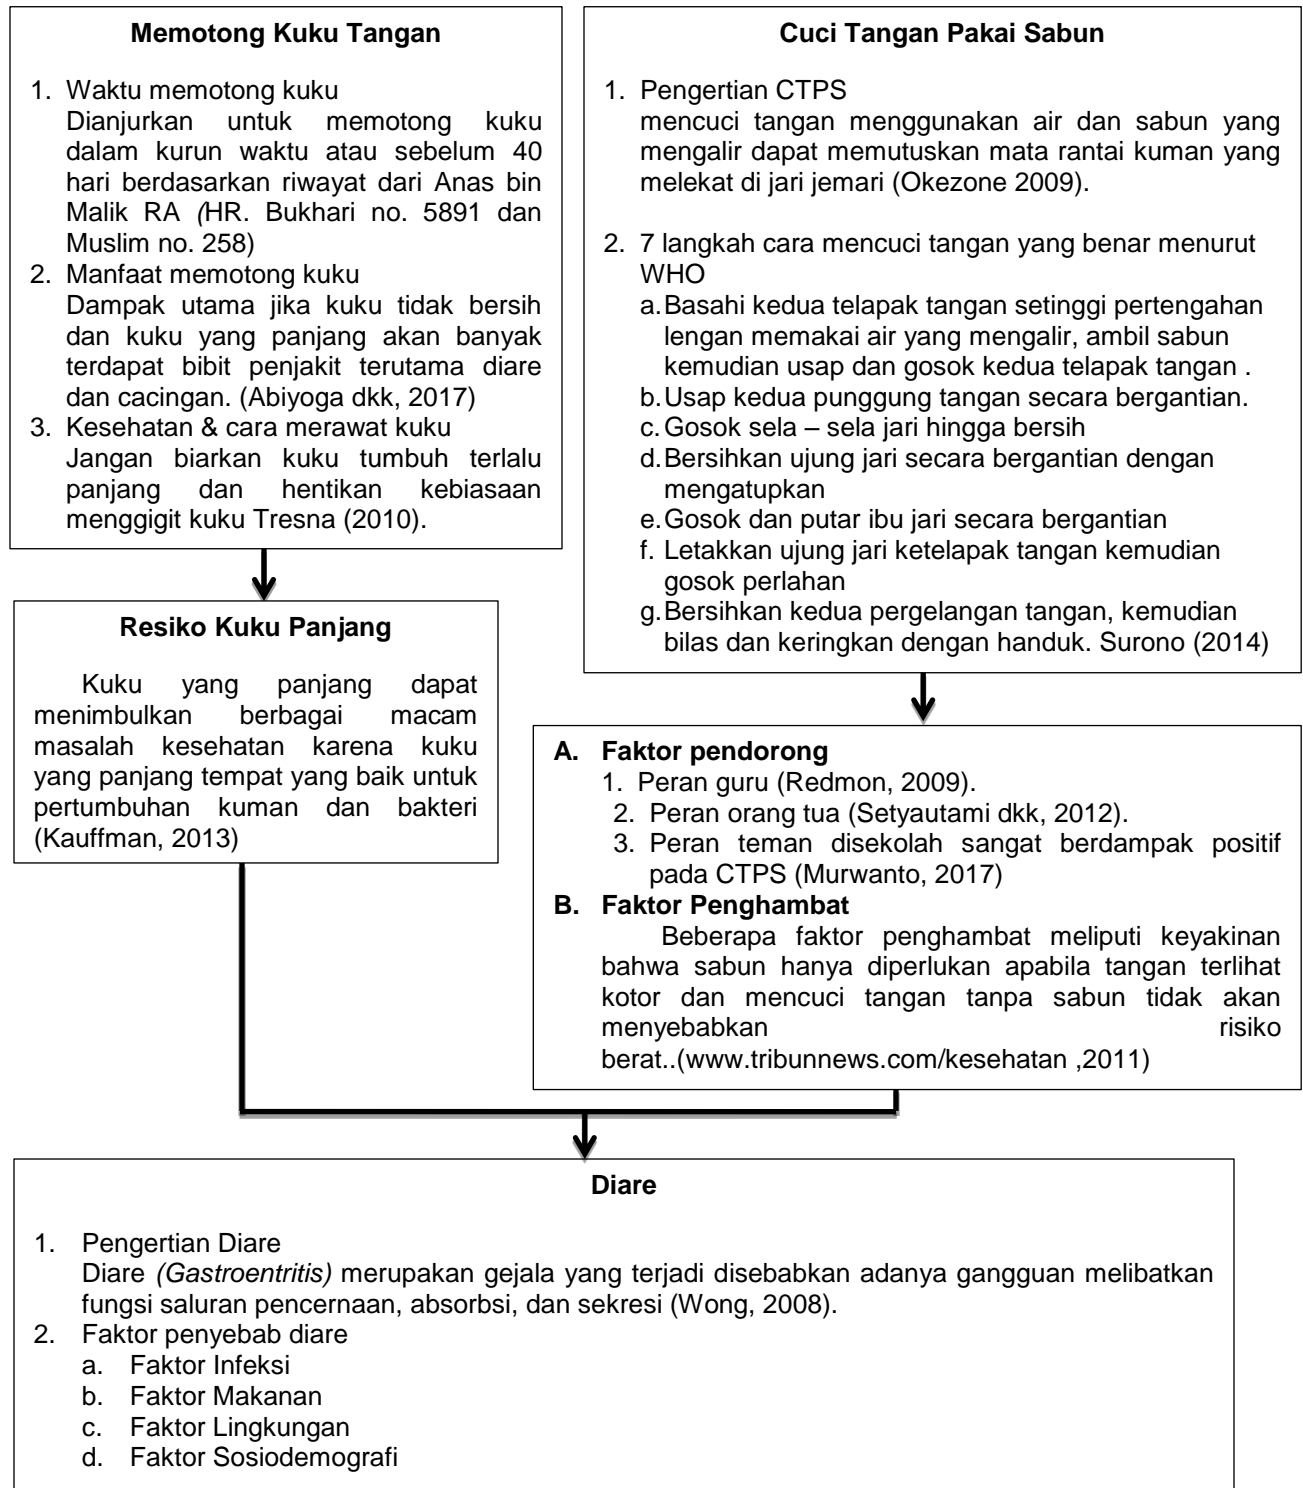 Memotong Kuku Tangan
1. Waktu memotong kuku
Dianjurkan untuk memotong kuku
dalam kurun waktu atau sebelum 40
hari berdasarkan riwayat dari Anas bin
Malik RA (HR. Bukhari no. 5891 dan
Muslim no. 258)
2. Manfaat memotong kuku
Dampak utama jika kuku tidak bersih
dan kuku yang panjang akan banyak
terdapat bibit penjakit terutama diare
dan cacingan. (Abiyoga dkk, 2017)
3. Kesehatan & cara merawat kuku
Jangan biarkan kuku tumbuh terlalu
panjang dan hentikan kebiasaan
menggigit kuku Tresna (2010).
Cuci Tangan Pakai Sabun
1. Pengertian CTPS
mencuci tangan menggunakan air dan sabun yang
mengalir dapat memutuskan mata rantai kuman yang
melekat di jari jemari (Okezone 2009).
2. 7 langkah cara mencuci tangan yang benar menurut
WHO
a. Basahi kedua telapak tangan setinggi pertengahan
lengan memakai air yang mengalir, ambil sabun
kemudian usap dan gosok kedua telapak tangan .
b. Usap kedua punggung tangan secara bergantian.
c. Gosok sela – sela jari hingga bersih
d. Bersihkan ujung jari secara bergantian dengan
mengatupkan
e. Gosok dan putar ibu jari secara bergantian
f. Letakkan ujung jari ketelapak tangan kemudian
gosok perlahan
g. Bersihkan kedua pergelangan tangan, kemudian
bilas dan keringkan dengan handuk. Surono (2014)
Resiko Kuku Panjang
Kuku yang panjang dapat
menimbulkan berbagai macam
masalah kesehatan karena kuku
yang panjang tempat yang baik untuk
pertumbuhan kuman dan bakteri
(Kauffman, 2013)
A. Faktor pendorong
1. Peran guru (Redmon, 2009).
2. Peran orang tua (Setyautami dkk, 2012).
3. Peran teman disekolah sangat berdampak positif
pada CTPS (Murwanto, 2017)
B. Faktor Penghambat
Beberapa faktor penghambat meliputi keyakinan
bahwa sabun hanya diperlukan apabila tangan terlihat
kotor dan mencuci tangan tanpa sabun tidak akan
menyebabkan risiko
berat..(www.tribunnews.com/kesehatan ,2011)
Diare
1. Pengertian Diare
Diare (Gastroentritis) merupakan gejala yang terjadi disebabkan adanya gangguan melibatkan
fungsi saluran pencernaan, absorbsi, dan sekresi (Wong, 2008).
2. Faktor penyebab diare
a. Faktor Infeksi
b. Faktor Makanan
c. Faktor Lingkungan
d. Faktor Sosiodemografi